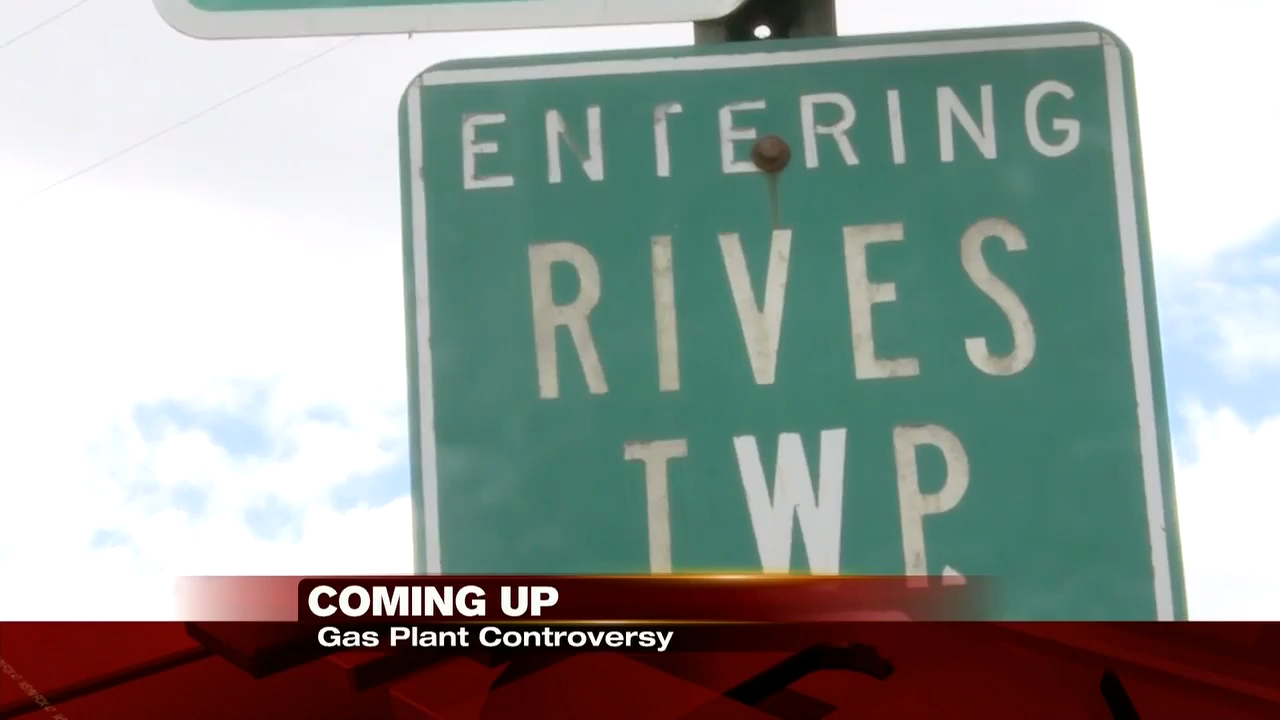 ENTERING
RIVES
TWP.
COMING UP
Gas Plant Controversy